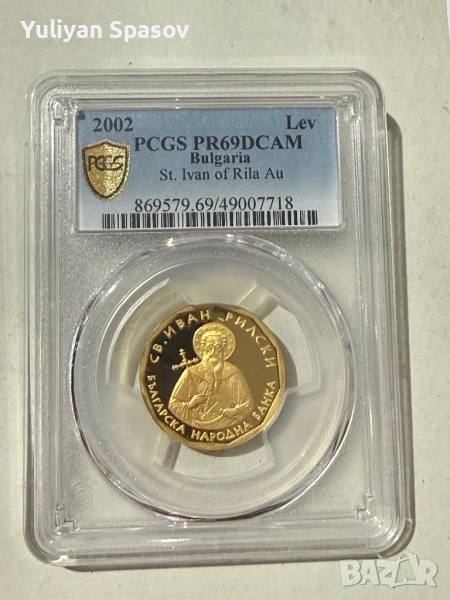 Yuliyan Spasov
2002 Lev
PCGS PR69DCAM
Bulgaria
St. Ivan of Rila Au
869579.69/49007718
PCGS
СВ. ИВАН РИЛСКИ
БЪЛГАРСКА НАРОДНА БАНКА
BAZAR